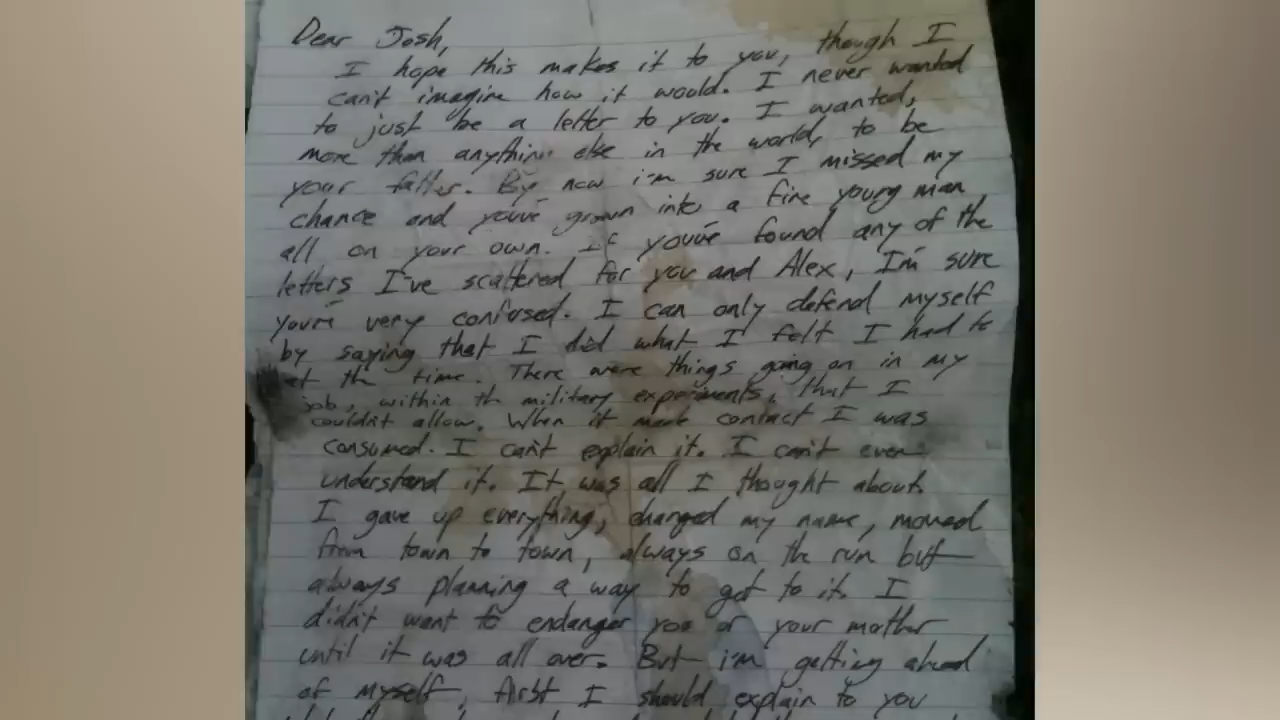 Dear Josh,
I hope this makes it to you, though I
can't imagine how it would. I never wanted
to just be a letter to you. I wanted,
more than anything else in the world, to be
your father. By now i'm sure I missed my
chance and you've grown into a fine young man
all on your own. If you've found any of the
letters I've scattered for you and Alex, I'm sure
you're very confused. I can only defend myself
by saying that I did what I felt I had to
at the time. There were things going on in my
job, within the military experiments, that I
couldn't allow. When it made contact I was
consumed. I can't explain it. I can't even
understand it. It was all I thought about.
I gave up everything, changed my name, moved
from town to town, always on the run but
always planning a way to get to it. I
didn't want to endanger you or your mother
until it was all over. But i'm getting ahead
of myself, first I should explain to you